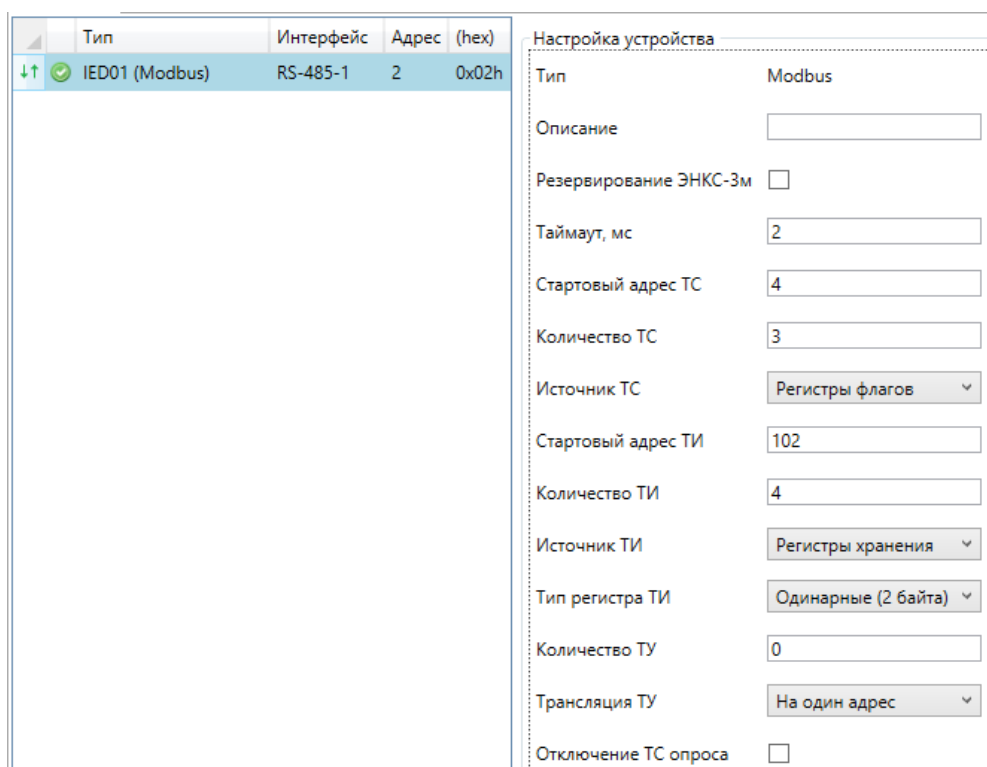 Тип Интерфейс Адрес (hex)
IED01 (Modbus) RS-485-1 2 0x02h
Настройка устройства
Тип Modbus
Описание
Резервирование ЭНКС-3м
Таймаут, мс 2
Стартовый адрес ТС 4
Количество ТС 3
Источник ТС Регистры флагов
Стартовый адрес ТИ 102
Количество ТИ 4
Источник ТИ Регистры хранения
Тип регистра ТИ Одинарные (2 байта)
Количество ТУ 0
Трансляция ТУ На один адрес
Отключение ТС опроса